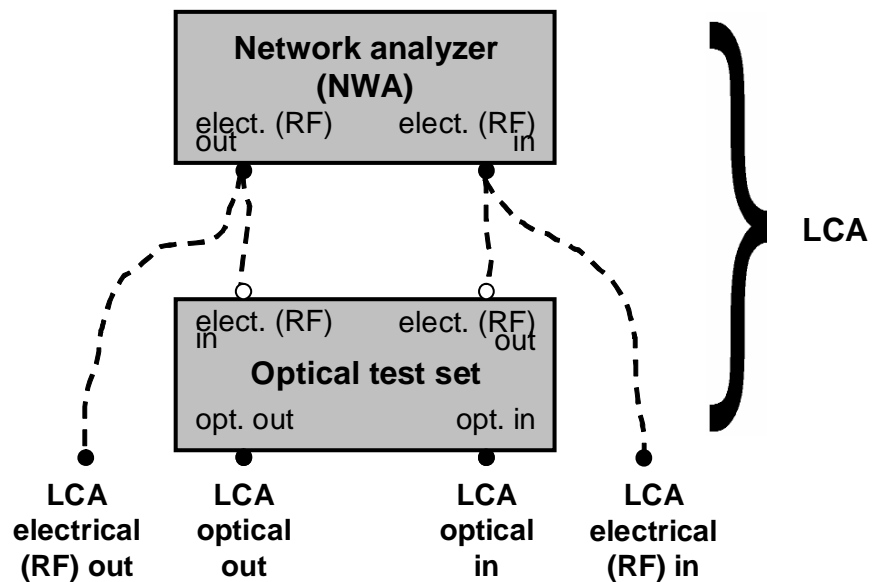 Network analyzer
(NWA)
elect. (RF) elect. (RF)
out in
LCA
elect. (RF) elect. (RF)
in out
Optical test set
opt. out opt. in
LCA LCA LCA LCA
electrical optical optical electrical
(RF) out out in (RF) in